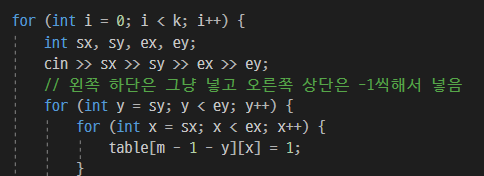 for (int i = 0; i < k; i++) {
int sx, sy, ex, ey;
cin >> sx >> sy >> ex >> ey;
// 왼쪽 하단은 그냥 넣고 오른쪽 상단은 -1씩해서 넣음
for (int y = sy; y < ey; y++) {
for (int x = sx; x < ex; x++) {
table[m - 1 - y][x] = 1;
}